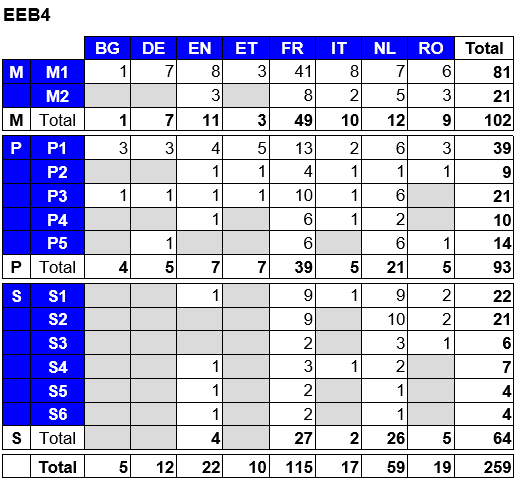 EEB4
BG DE EN ET FR IT NL RO Total
M M1 1 7 8 3 41 8 7 6 81
M2 3 8 2 5 3 21
M Total 1 7 11 3 49 10 12 9 102
P P1 3 3 4 5 13 2 6 3 39
P2 1 1 4 1 1 1 9
P3 1 1 1 1 10 1 6 21
P4 1 6 1 2 10
P5 1 6 6 1 14
P Total 4 5 7 7 39 5 21 5 93
S S1 1 9 1 9 2 22
S2 9 10 2 21
S3 2 3 1 6
S4 1 3 1 2 7
S5 1 2 1 4
S6 1 2 1 4
S Total 4 27 2 26 5 64
Total 5 12 22 10 115 17 59 19 259